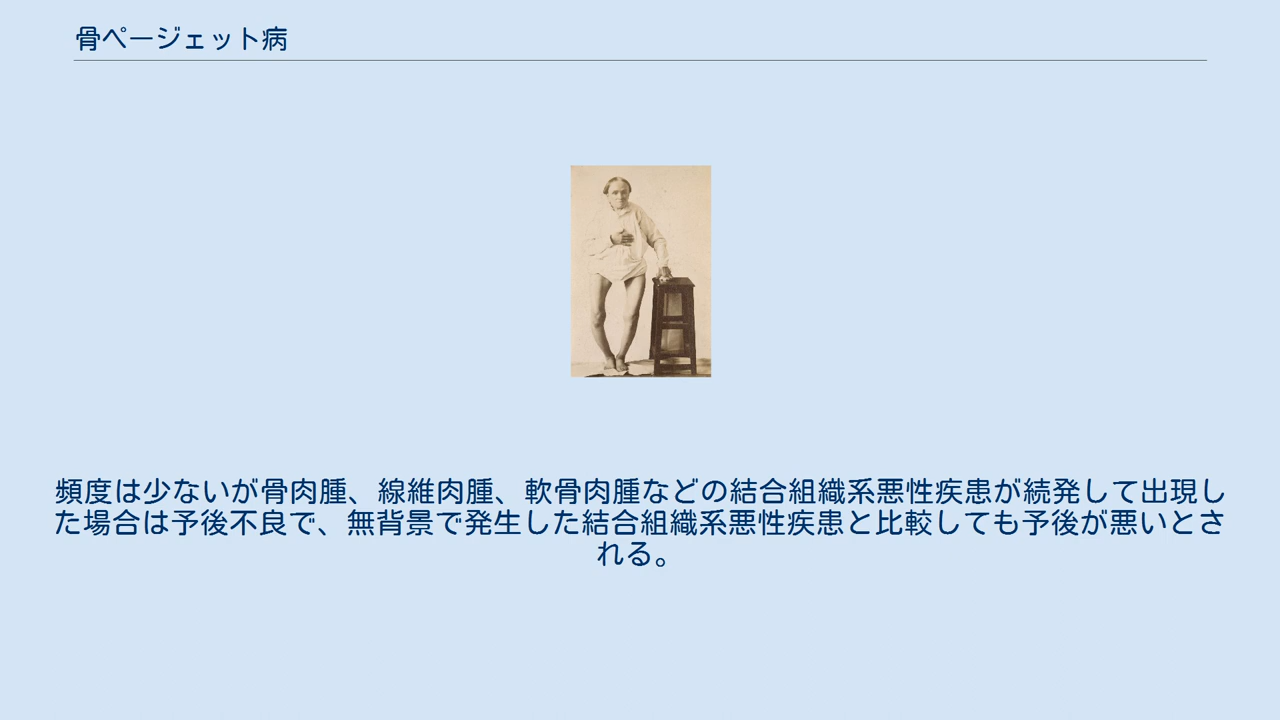 骨ページェット病
頻度は少ないが骨肉腫、線維肉腫、軟骨肉腫などの結合組織系悪性疾患が続発して出現し
た場合は予後不良で、無背景で発生した結合組織系悪性疾患と比較しても予後が悪いとさ
れる。